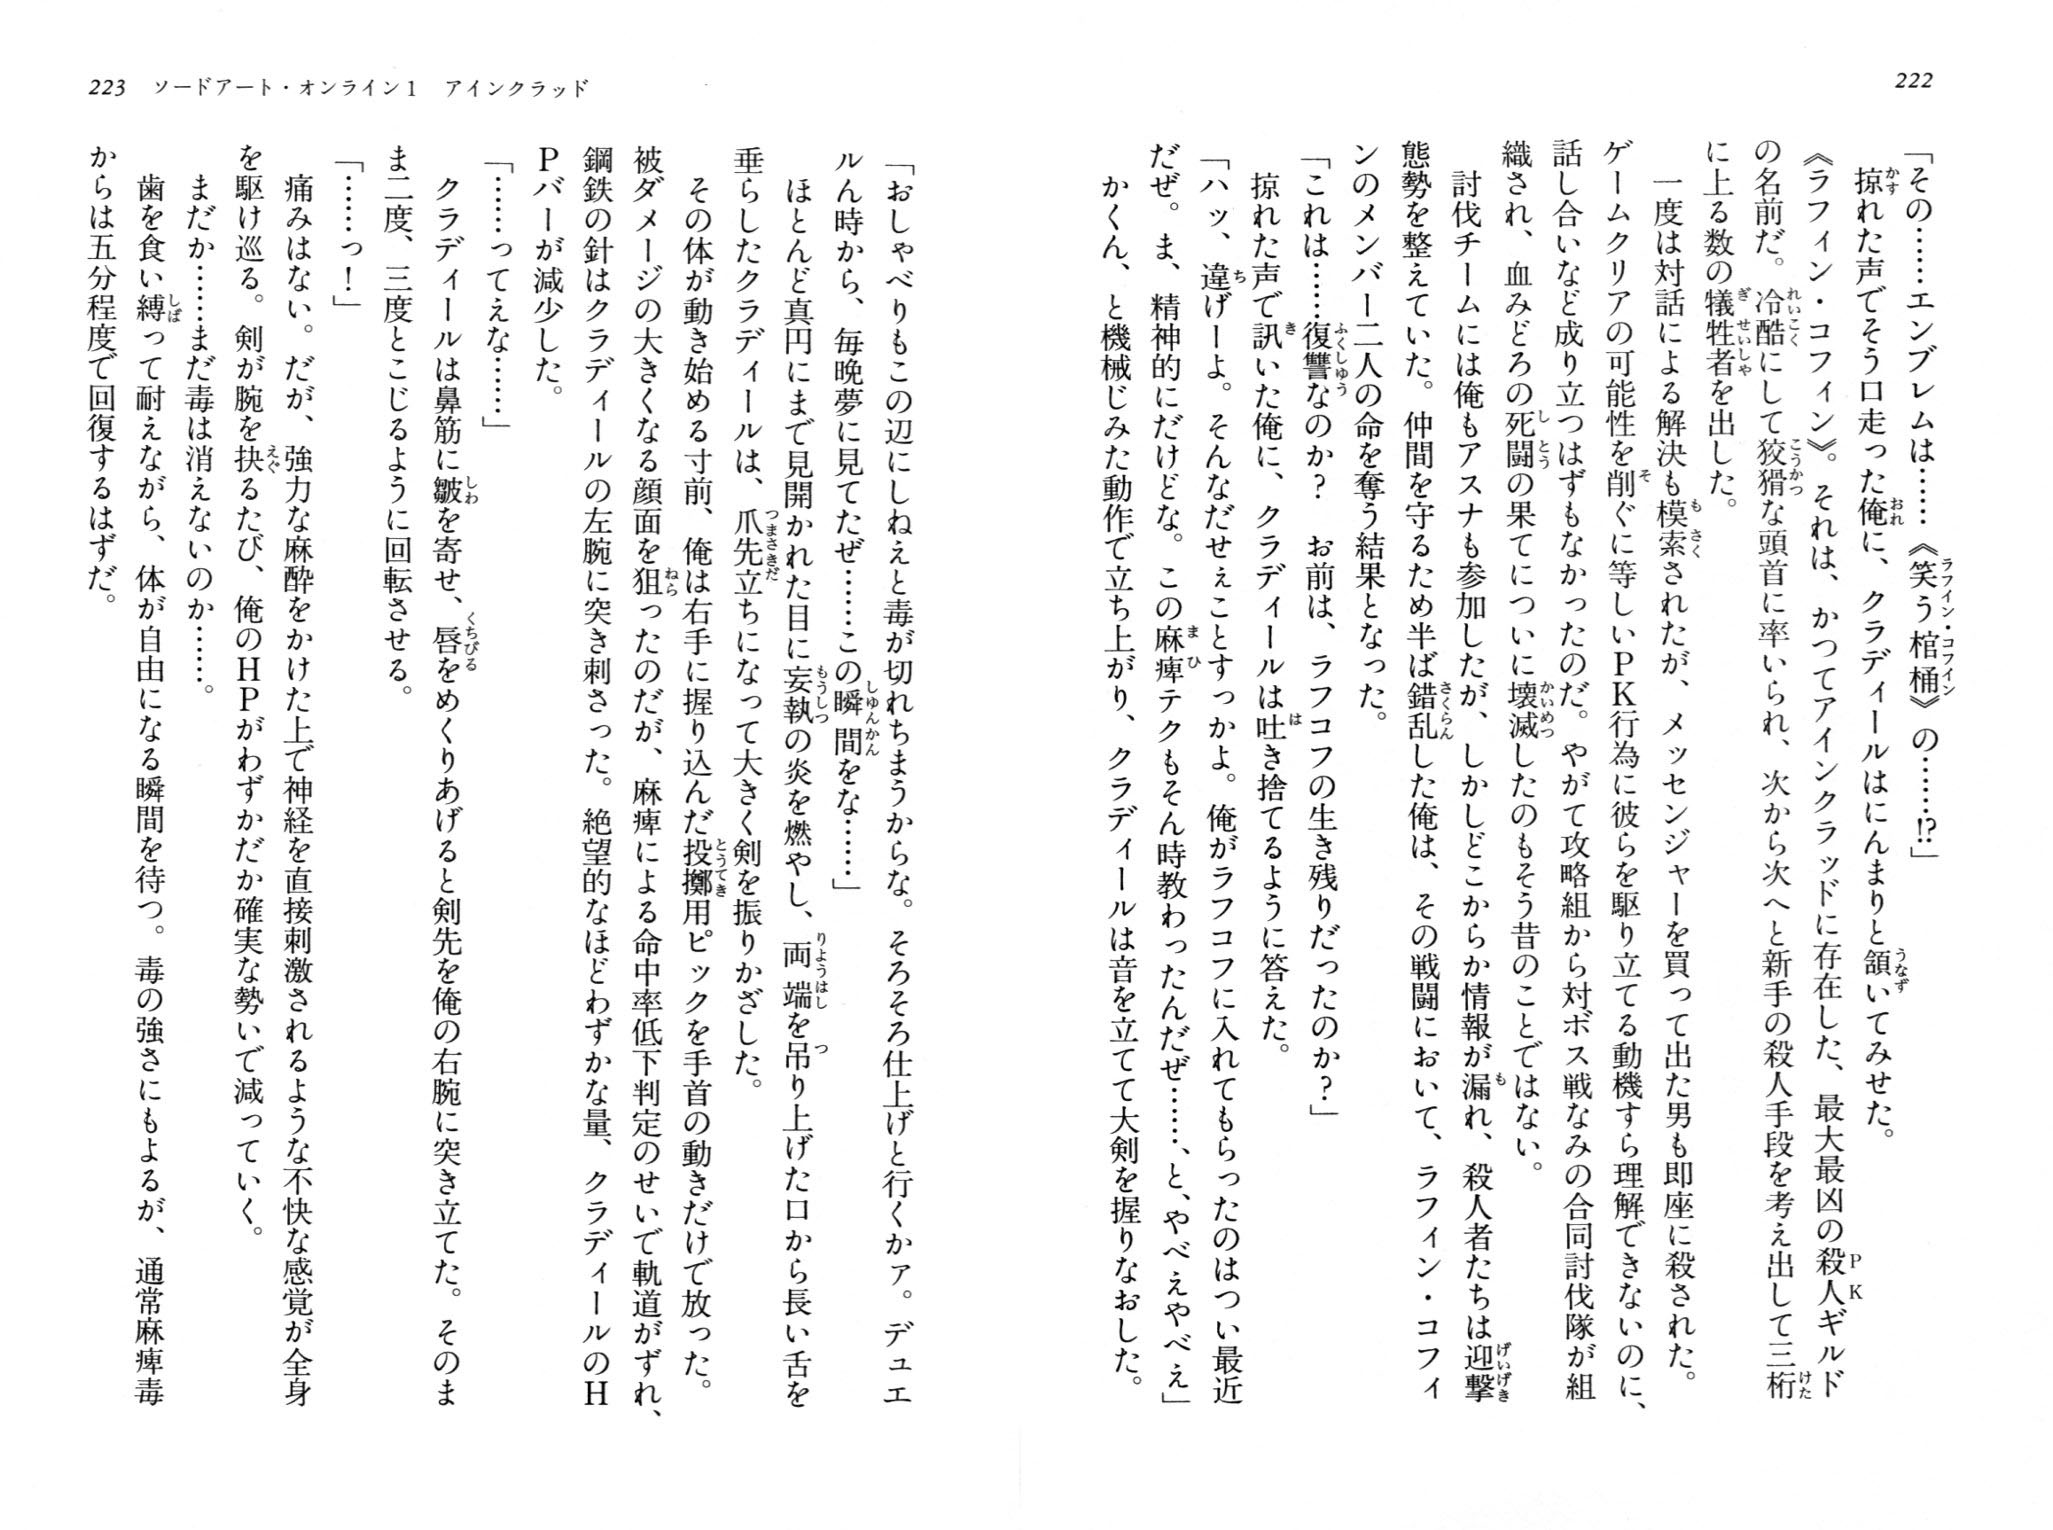 222
「その……エンブレムは……《笑う棺桶》の……!?」
掠れた声でそう口走った俺に、クラディールはにんまりと頷いてみせた。
《ラフィン・コフィン》。それは、かつてアインクラッドに存在した、最大最凶の殺人ギルド
の名前だ。冷酷にして狡猾な頭首に率いられ、次から次へと新手の殺人手段を考え出して三桁
に上る数の犠牲者を出した。
一度は対話による解決も模索されたが、メッセンジャーを買って出た男も即座に殺された。
ゲームクリアの可能性を削ぐに等しいPK行為に彼らを駆り立てる動機すら理解できないのに、
話し合いなど成り立つはずもなかったのだ。やがて攻略組から対ボス戦なみの合同討伐隊が組
織され、血みどろの死闘の果てについに壊滅したのもそう昔のことではない。
討伐チームには俺もアスナも参加したが、しかしどこからか情報が漏れ、殺人者たちは迎撃
態勢を整えていた。仲間を守るため半ば錯乱した俺は、その戦闘において、ラフィン・コフィ
ンのメンバー二人の命を奪う結果となった。
「これは……復讐なのか? お前は、ラフコフの生き残りだったのか?」
掠れた声で訊いた俺に、クラディールは吐き捨てるように答えた。
「ハッ、違げーよ。そんなだせぇことすっかよ。俺がラフコフに入れてもらったのはつい最近
だぜ。ま、精神的にだけどな。この麻痺テクもそん時教わったんだぜ……、と、やべぇやべぇ」
かくん、と機械じみた動作で立ち上がり、クラディールは音を立てて大剣を握りなおした。
223 ソードアート・オンライン1 アインクラッド
「おしゃべりもこの辺にしねえと毒が切れちまうからな。そろそろ仕上げと行くかァ。デュエ
ルん時から、毎晩夢に見てたぜ……この瞬間をな……」
ほとんど真円にまで見開かれた目に妄執の炎を燃やし、両端を吊り上げた口から長い舌を
垂らしたクラディールは、爪先立ちになって大きく剣を振りかざした。
その体が動き始める寸前、俺は右手に握り込んだ投擲用ピックを手首の動きだけで放った。
被ダメージの大きくなる顔面を狙ったのだが、麻痺による命中率低下判定のせいで軌道がずれ、
鋼鉄の針はクラディールの左腕に突き刺さった。絶望的なほどわずかな量、クラディールのH
Pバーが減少した。
「……ってえな……」
クラディールは鼻筋に皺を寄せ、唇をめくりあげると剣先を俺の右腕に突き立てた。そのま
ま二度、三度とこじるように回転させる。
「……っ!」
痛みはない。だが、強力な麻酔をかけた上で神経を直接刺激されるような不快な感覚が全身
を駆け巡る。剣が腕を抉るたび、俺のHPがわずかだか確実な勢いで減っていく。
まだか……まだ毒は消えないのか……。
歯を食い縛って耐えながら、体が自由になる瞬間を待つ。毒の強さにもよるが、通常麻痺毒
からは五分程度で回復するはずだ。